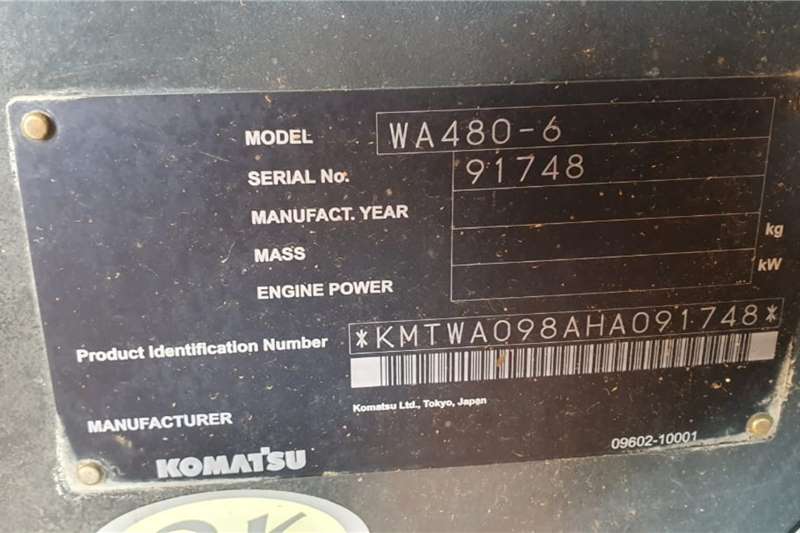 MODEL WA480-6
SERIAL No. 91748
MANUFACT. YEAR
MASS kg
ENGINE POWER kW
Product Identification Number *KMTWA098AHA091748*
Komatsu Ltd., Tokyo, Japan
MANUFACTURER
09602-10001
KOMATSU
OK